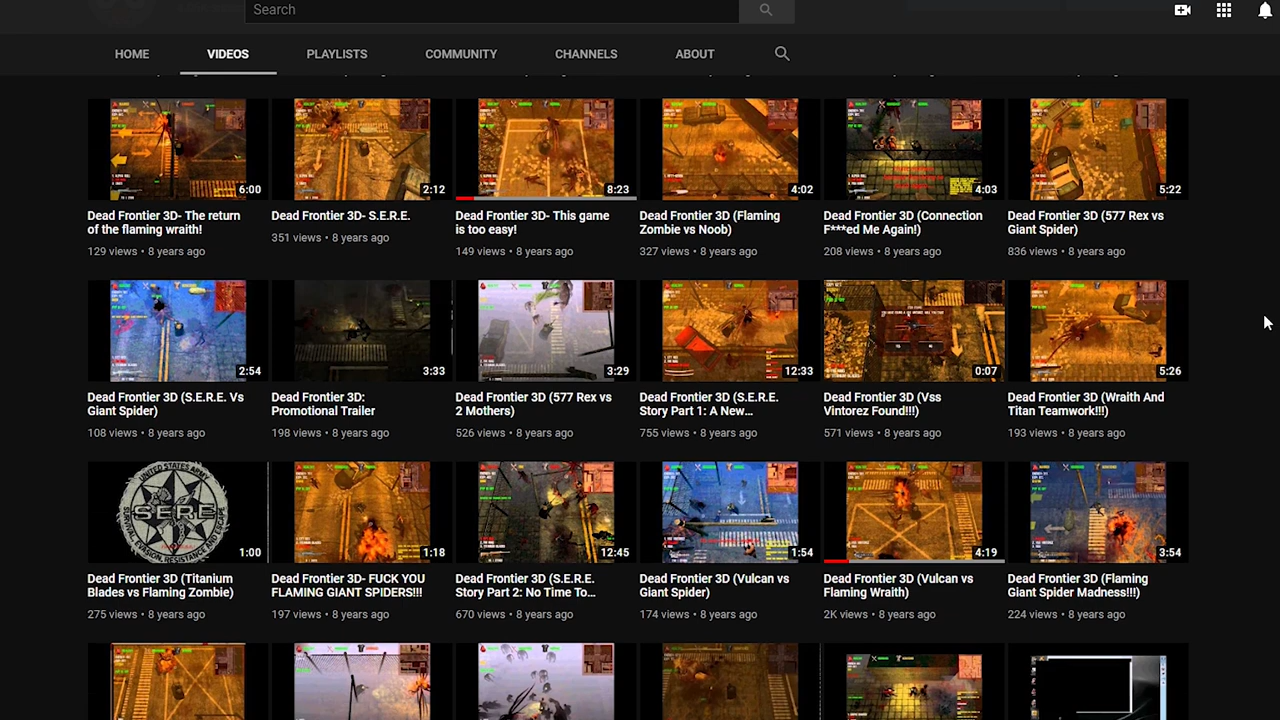 Search
HOME
VIDEOS
PLAYLISTS
COMMUNITY
CHANNELS
ABOUT
6:00
2:12
8:23
4:02
4:03
5:22
Dead Frontier 3D- The return
of the flaming wraith!
129 views • 8 years ago
Dead Frontier 3D- S.E.R.E.
351 views • 8 years ago
Dead Frontier 3D- This game
is too easy!
149 views • 8 years ago
Dead Frontier 3D (Flaming
Zombie vs Noob)
327 views • 8 years ago
Dead Frontier 3D (Connection
F***ed Me Again!)
208 views • 8 years ago
Dead Frontier 3D (577 Rex vs
Giant Spider)
836 views • 8 years ago
2:54
3:33
3:29
12:33
0:07
5:26
Dead Frontier 3D (S.E.R.E. Vs
Giant Spider)
108 views • 8 years ago
Dead Frontier 3D:
Promotional Trailer
198 views • 8 years ago
Dead Frontier 3D (577 Rex vs
2 Mothers)
526 views • 8 years ago
Dead Frontier 3D (S.E.R.E.
Story Part 1: A New...
755 views • 8 years ago
Dead Frontier 3D (Vss
Vintorez Found!!!)
571 views • 8 years ago
Dead Frontier 3D (Wraith And
Titan Teamwork!!!)
193 views • 8 years ago
UNITED STATES ARMY
SERE
1:00
1:18
12:45
1:54
4:19
3:54
Dead Frontier 3D (Titanium
Blades vs Flaming Zombie)
275 views • 8 years ago
Dead Frontier 3D- FUCK YOU
FLAMING GIANT SPIDERS!!!
197 views • 8 years ago
Dead Frontier 3D (S.E.R.E.
Story Part 2: No Time To...
670 views • 8 years ago
Dead Frontier 3D (Vulcan vs
Giant Spider)
174 views • 8 years ago
Dead Frontier 3D (Vulcan vs
Flaming Wraith)
2K views • 8 years ago
Dead Frontier 3D (Flaming
Giant Spider Madness!!!)
224 views • 8 years ago